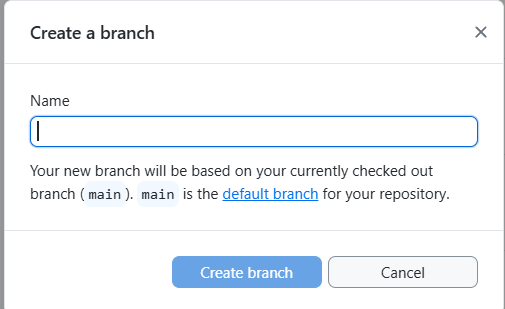 Create a branch
Name
Your new branch will be based on your currently checked out
branch (main). main is the default branch for your repository.
Create branch
Cancel